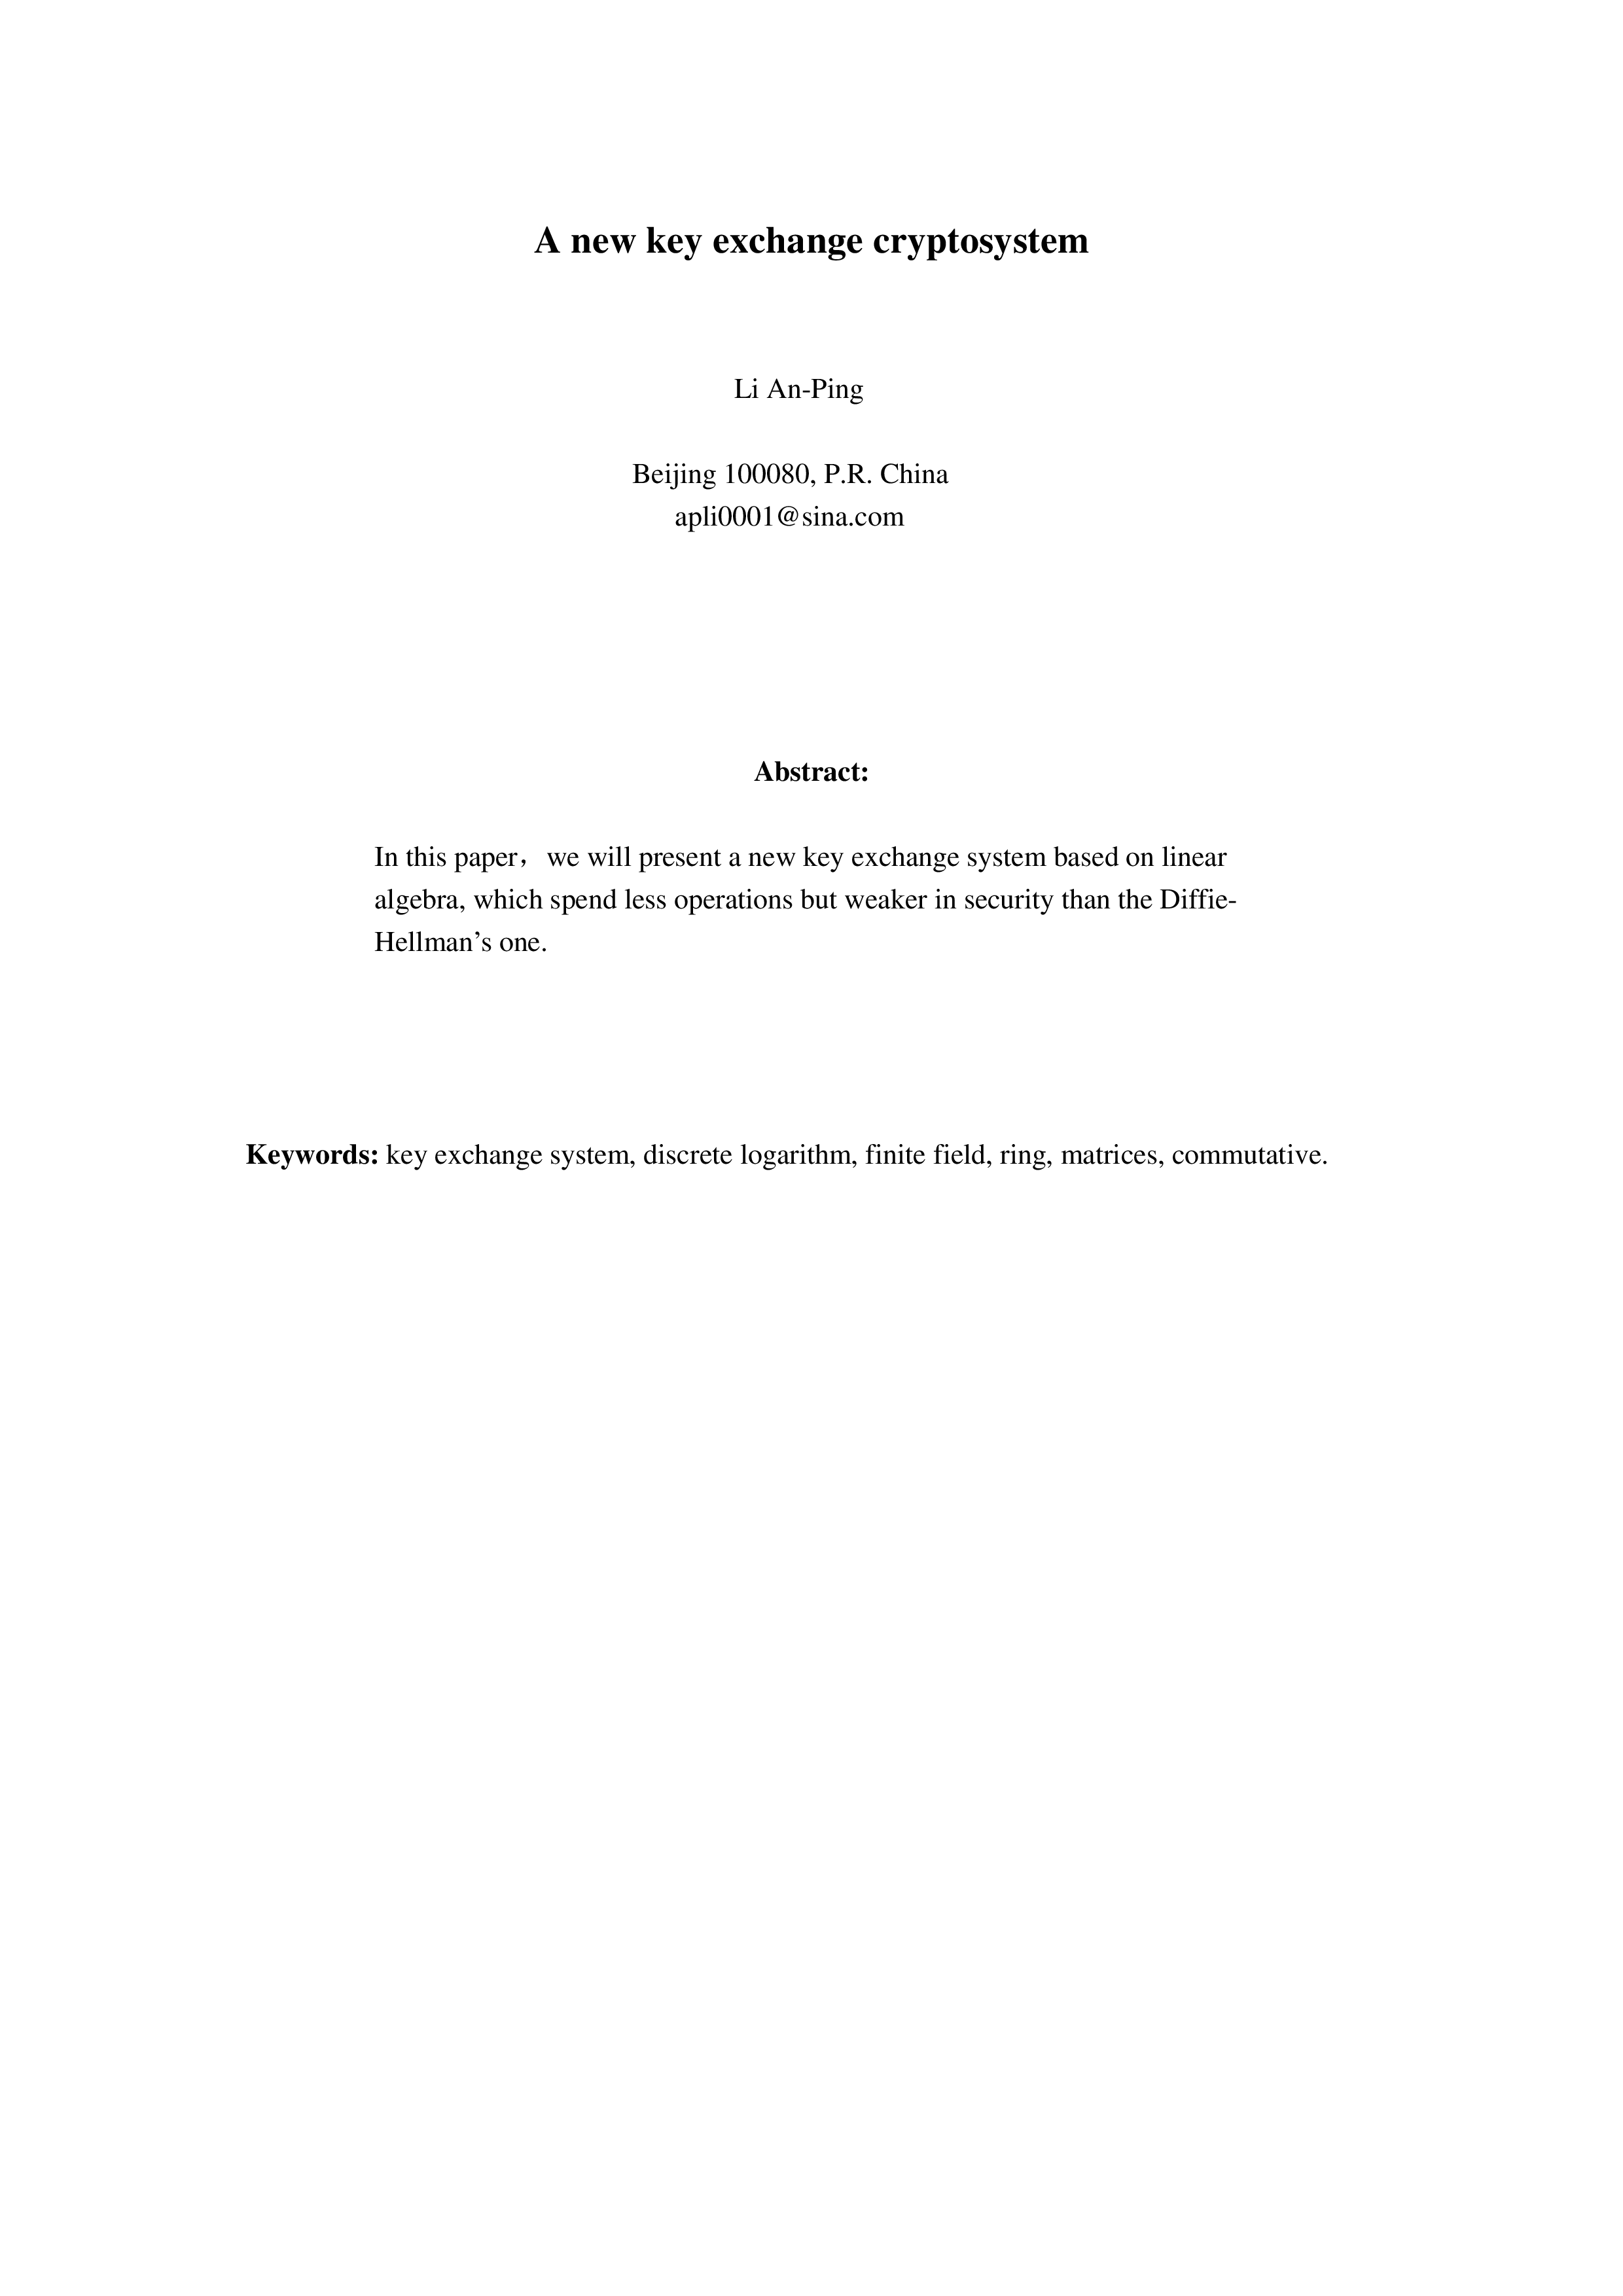 A new key exchange cryptosystem
Li An-Ping
Beijing 100080, P.R. China
apli0001@sina.com
Abstract:
In this paper， we will present a new key exchange system based on linear
algebra, which spend less operations but weaker in security than the Diffie-
Hellman’s one.
Keywords: key exchange system, discrete logarithm, finite field, ring, matrices, commutative.